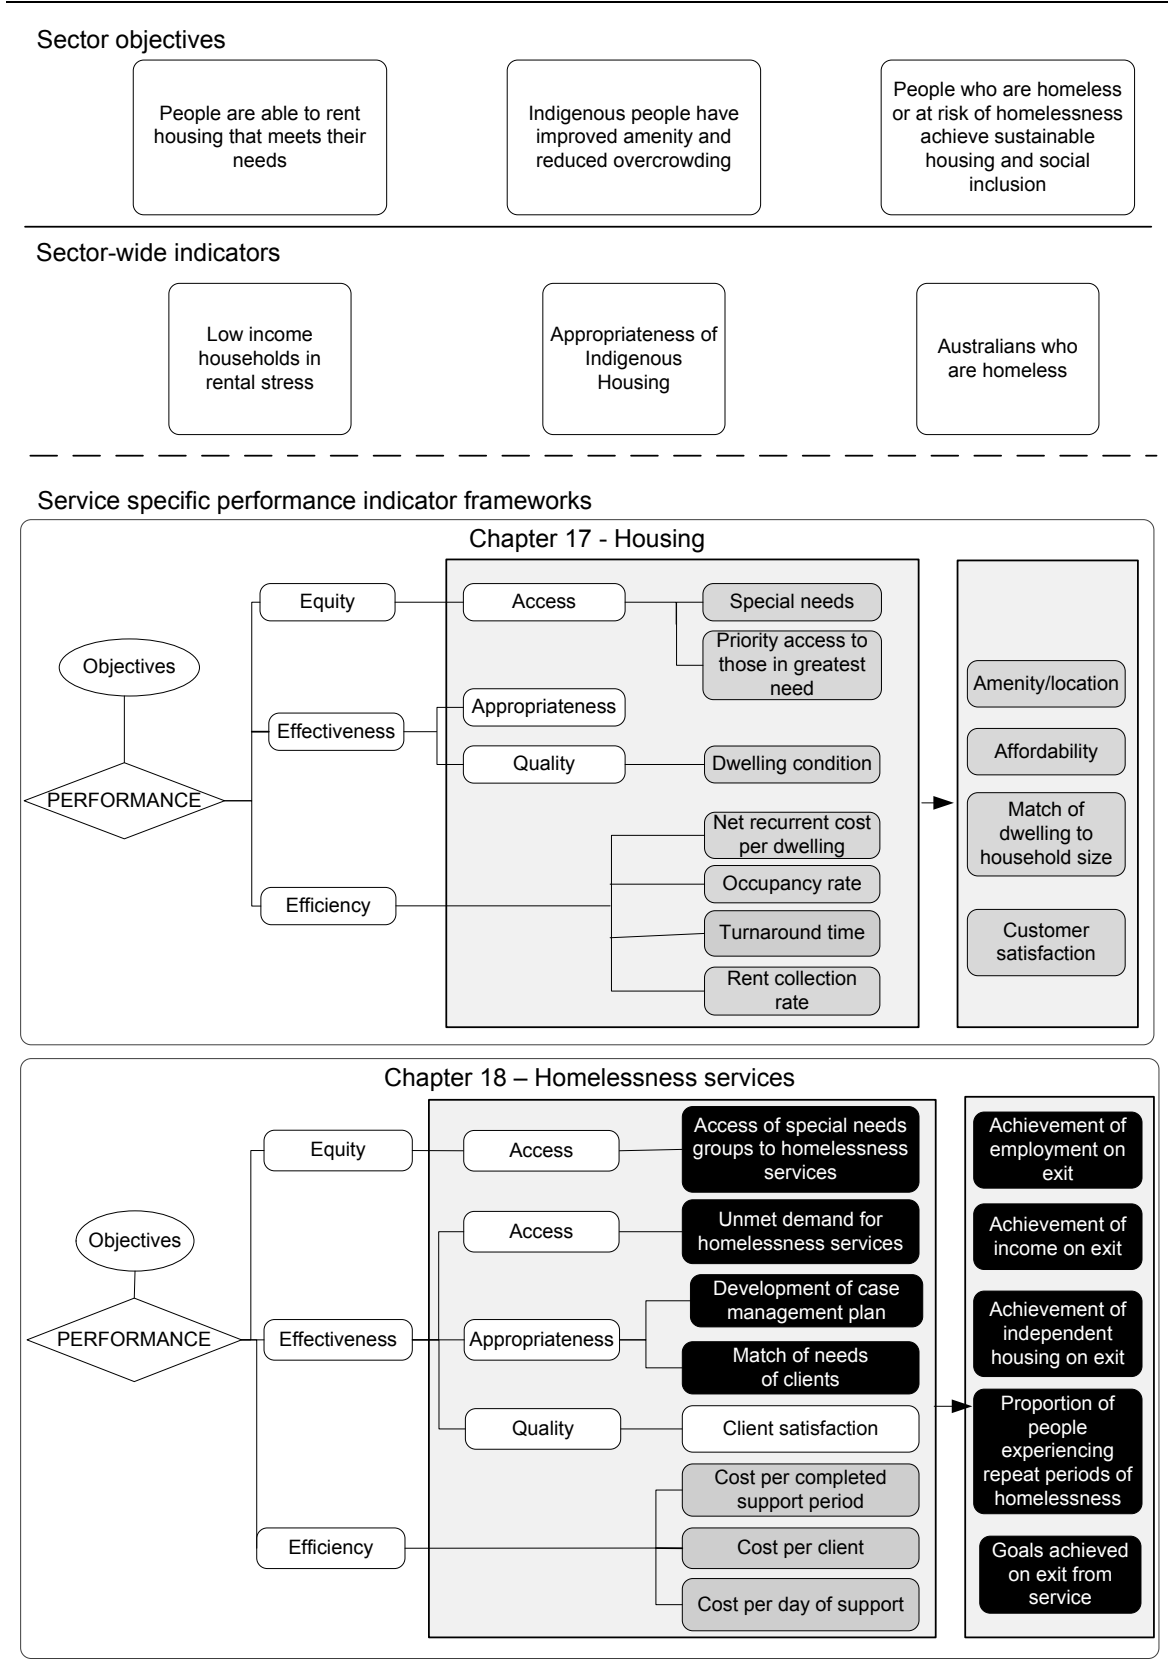 Sector objectives
People are able to rent
housing that meets their
needs
Indigenous people have
improved amenity and
reduced overcrowding
People who are homeless
or at risk of homelessness
achieve sustainable
housing and social
inclusion
Sector-wide indicators
Low income
households in
rental stress
Appropriateness of
Indigenous
Housing
Australians who
are homeless
Service specific performance indicator frameworks
Chapter 17 - Housing
Objectives
PERFORMANCE
Equity
Access
Special needs
Priority access to
those in greatest
need
Effectiveness
Appropriateness
Quality
Dwelling condition
Efficiency
Net recurrent cost
per dwelling
Occupancy rate
Turnaround time
Rent collection
rate
Amenity/location
Affordability
Match of
dwelling to
household size
Customer
satisfaction
Chapter 18 – Homelessness services
Objectives
PERFORMANCE
Equity
Access
Access of special needs
groups to homelessness
services
Effectiveness
Access
Unmet demand for
homelessness services
Appropriateness
Development of case
management plan
Match of needs
of clients
Quality
Client satisfaction
Efficiency
Cost per completed
support period
Cost per client
Cost per day of support
Achievement of
employment on
exit
Achievement of
income on exit
Achievement of
independent
housing on exit
Proportion of
people
experiencing
repeat periods of
homelessness
Goals achieved
on exit from
service